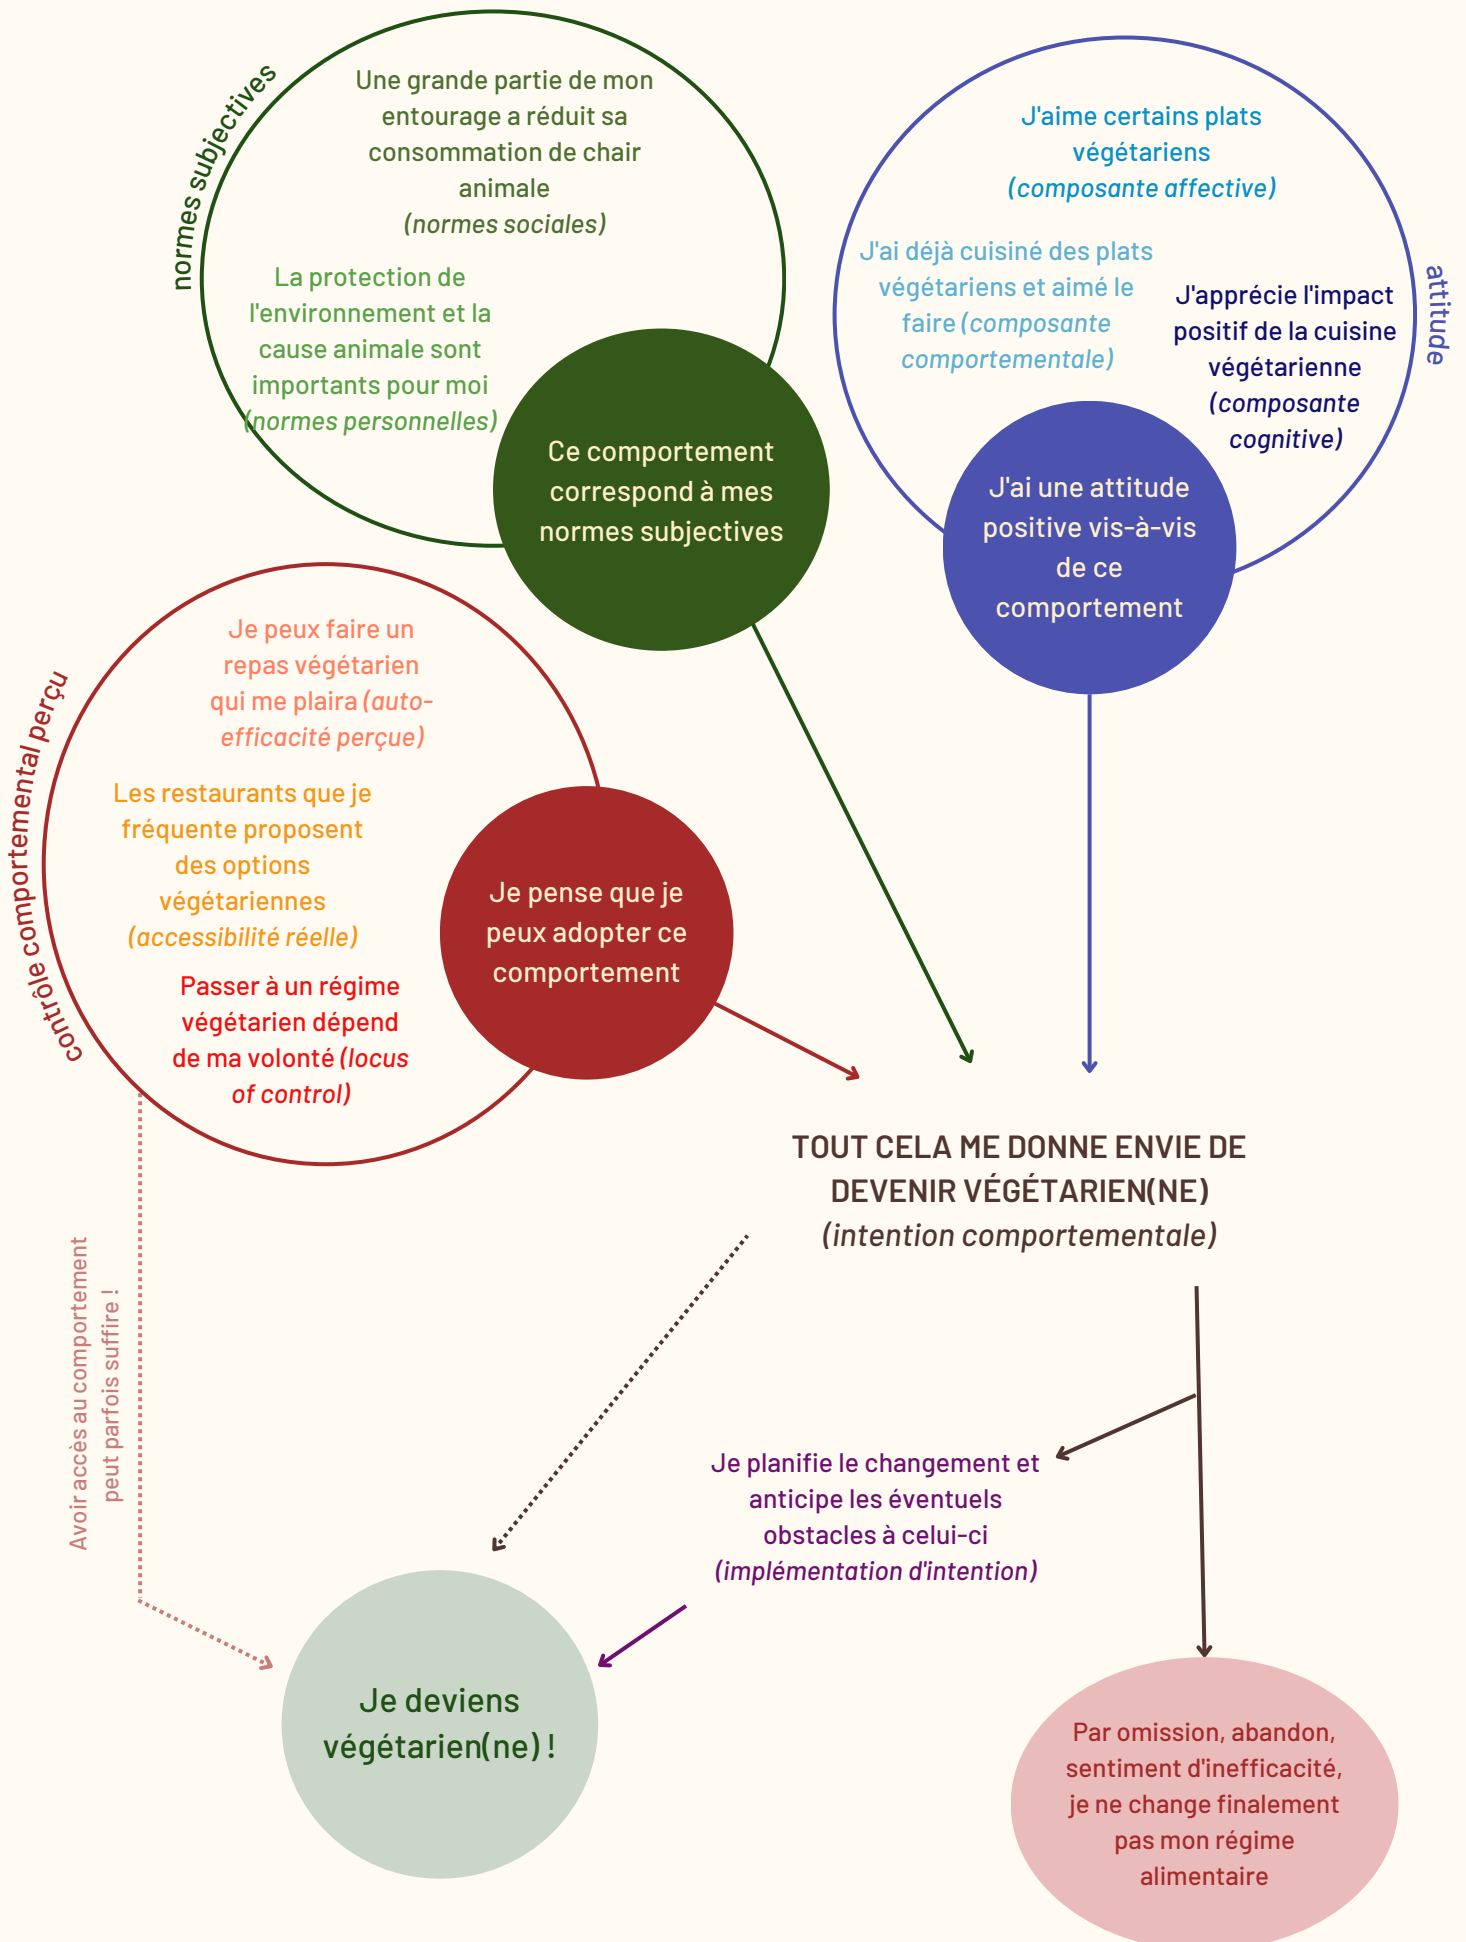 normes subjectives
Une grande partie de mon
entourage a réduit sa
consommation de chair
animale
(normes sociales)
La protection de
l'environnement et la
cause animale sont
importants pour moi
(normes personnelles)
Ce comportement
correspond à mes
normes subjectives
attitude
J'aime certains plats
végétariens
(composante affective)
J'ai déjà cuisiné des plats
végétariens et aimé le
faire (composante
comportementale)
J'apprécie l'impact
positif de la cuisine
végétarienne
(composante
cognitive)
J'ai une attitude
positive vis-à-vis
de ce
comportement
contrôle comportemental perçu
Je peux faire un
repas végétarien
qui me plaira (auto-
efficacité perçue)
Les restaurants que je
fréquente proposent
des options
végétariennes
(accessibilité réelle)
Passer à un régime
végétarien dépend
de ma volonté (locus
of control)
Je pense que je
peux adopter ce
comportement
TOUT CELA ME DONNE ENVIE DE
DEVENIR VÉGÉTARIEN(NE)
(intention comportementale)
Avoir accès au comportement
peut parfois suffire !
Je planifie le changement et
anticipe les éventuels
obstacles à celui-ci
(implémentation d'intention)
Je deviens
végétarien(ne) !
Par omission, abandon,
sentiment d'inefficacité,
je ne change finalement
pas mon régime
alimentaire